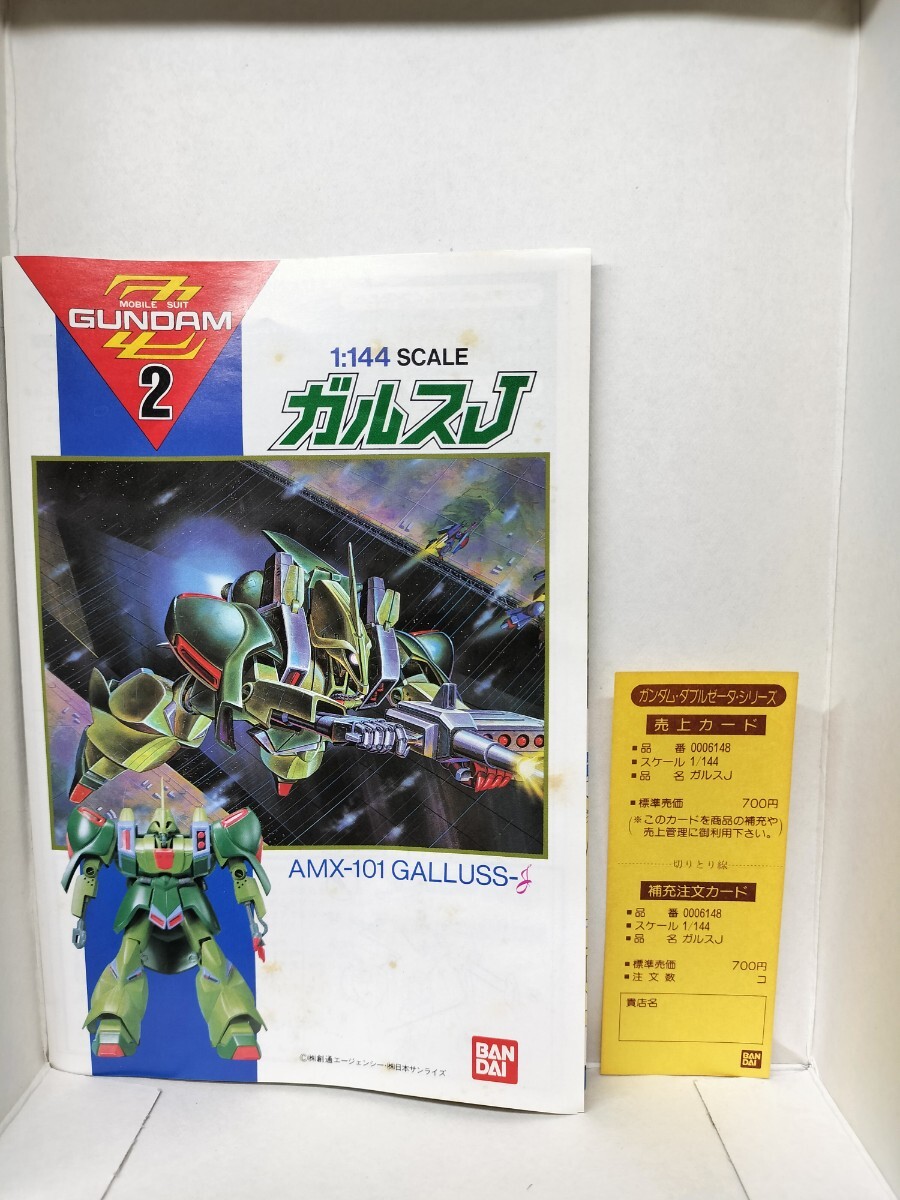 MOBILE SUIT
GUNDAM
ZZ
2
1:144 SCALE
ガルスJ
AMX-101 GALLUSS-J
©㈱創通エージェンシー・㈱日本サンライズ
BAN
DAI
ガンダム・ダブルゼータ・シリーズ
売上カード
■品　番 0006148
■スケール 1/144
■品　名 ガルスJ
■標準売価 700円
(※このカードを商品の補充や
売上管理に御利用下さい。)
切りとり線
補充注文カード
■品　番 0006148
■スケール 1/144
■品　名 ガルスJ
■標準売価 700円
■注文数 コ
貴店名
BAN
DAI